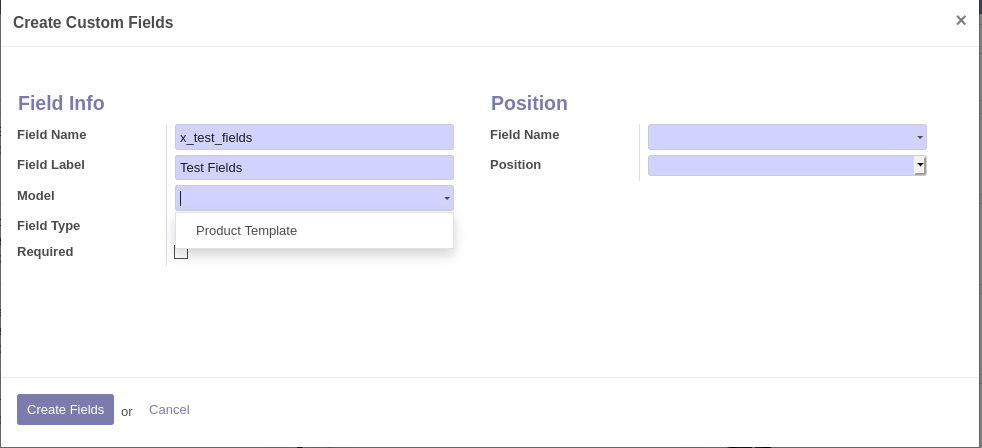 Create Custom Fields
×
Field Info
Field Name
x_test_fields
Field Label
Test Fields
Model
Product Template
Field Type
Required
Position
Field Name
Position
Create Fields or Cancel